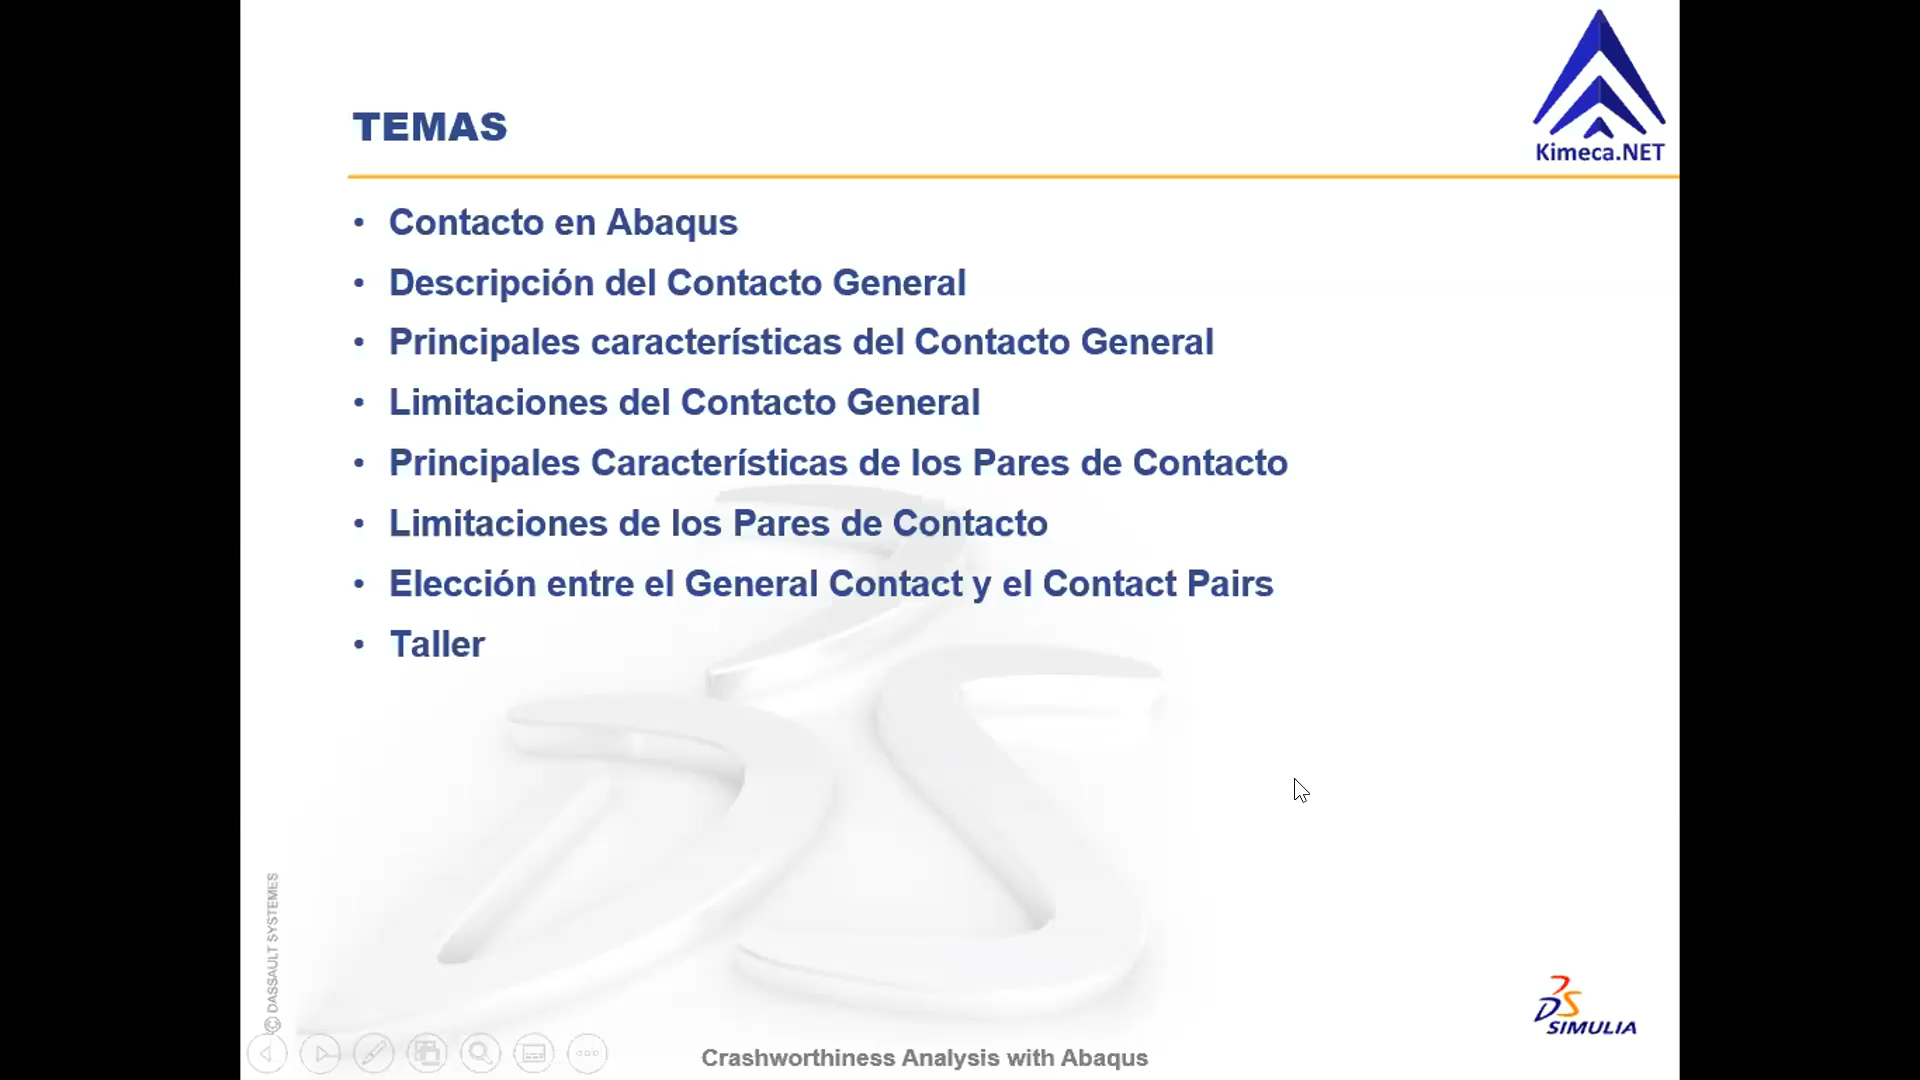 TEMAS
Kimeca.NET
• Contacto en Abaqus
• Descripción del Contacto General
• Principales características del Contacto General
• Limitaciones del Contacto General
• Principales Características de los Pares de Contacto
• Limitaciones de los Pares de Contacto
• Elección entre el General Contact y el Contact Pairs
• Taller
© DASSAULT SYSTEMES
Crashworthiness Analysis with Abaqus
SIMULIA